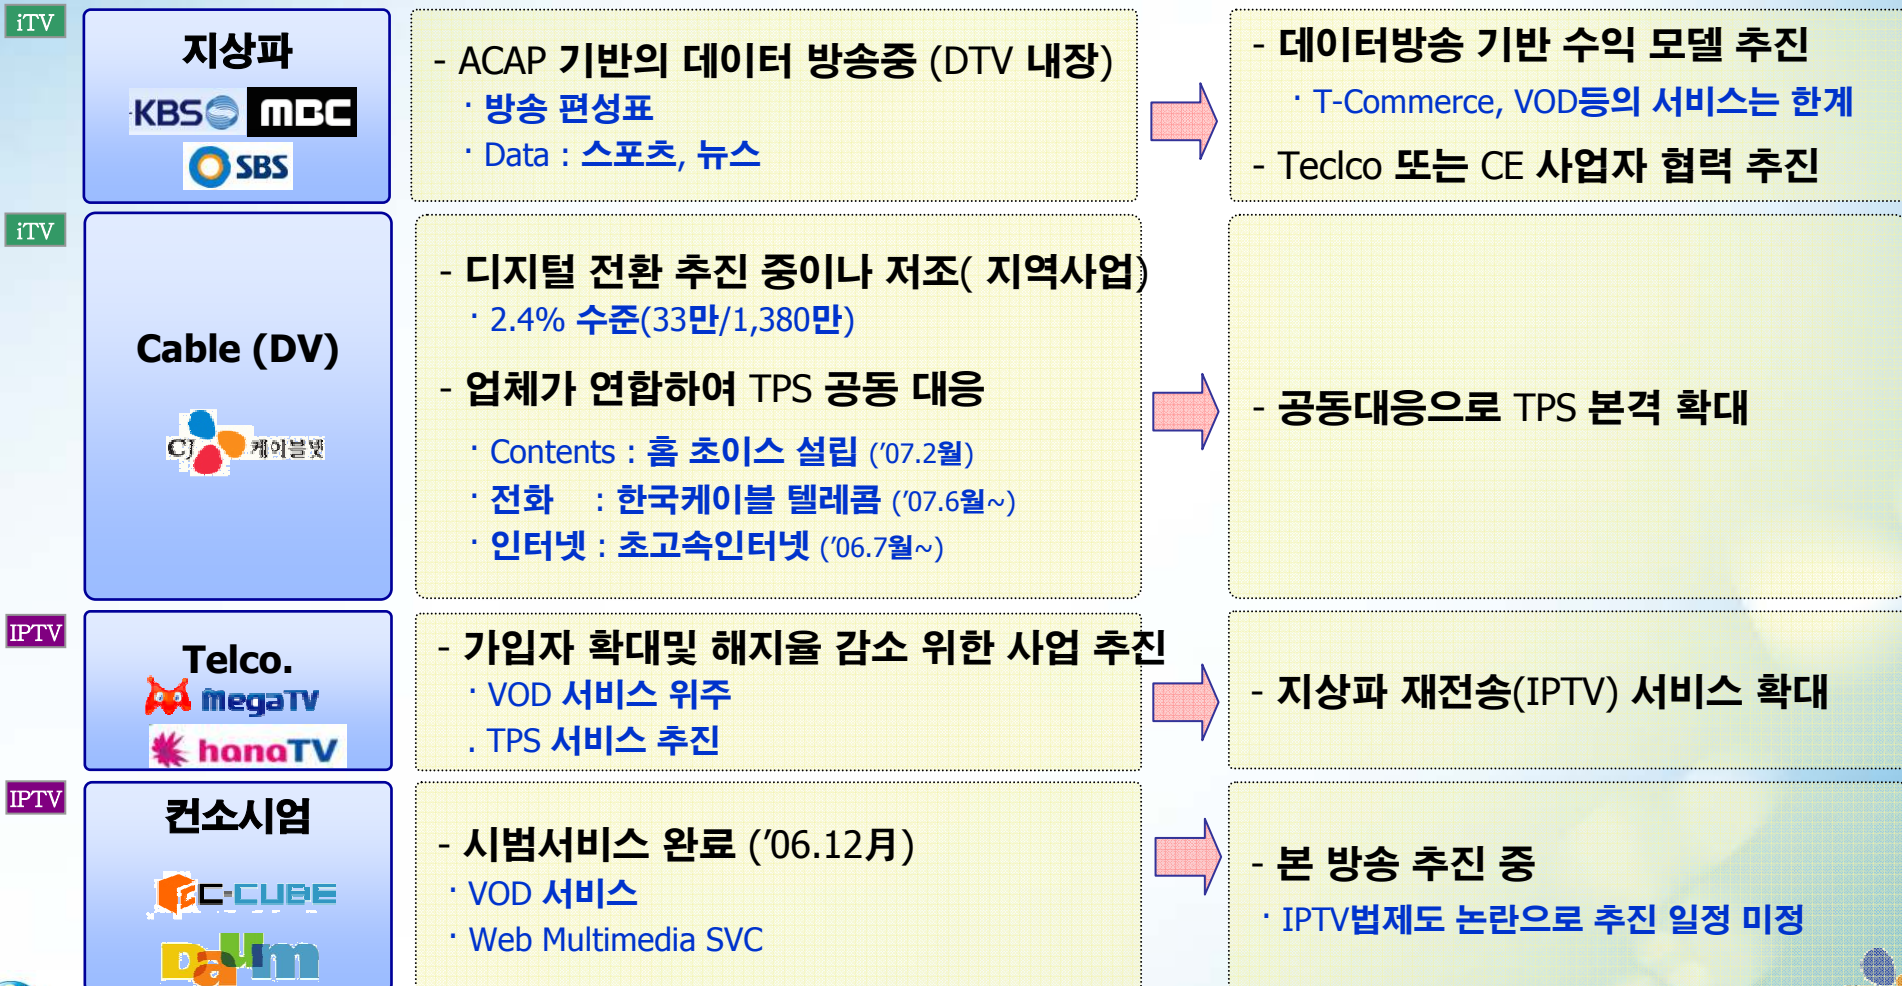 iTV
지상파
KBS
MBC
SBS
- ACAP 기반의 데이터 방송중 (DTV 내장)
· 방송 편성표
· Data : 스포츠, 뉴스
- 데이터방송 기반 수익 모델 추진
· T-Commerce, VOD등의 서비스는 한계
- Teclco 또는 CE 사업자 협력 추진
iTV
Cable (DV)
CJ 케이블넷
- 디지털 전환 추진 중이나 저조( 지역사업)
· 2.4% 수준(33만/1,380만)
- 업체가 연합하여 TPS 공동 대응
· Contents : 홈 초이스 설립 ('07.2월)
· 전화 : 한국케이블 텔레콤 ('07.6월~)
· 인터넷 : 초고속인터넷 ('06.7월~)
- 공동대응으로 TPS 본격 확대
IPTV
Telco.
megaTV
hanaTV
- 가입자 확대및 해지율 감소 위한 사업 추진
· VOD 서비스 위주
. TPS 서비스 추진
- 지상파 재전송(IPTV) 서비스 확대
IPTV
컨소시엄
C-CUBE
Daum
- 시범서비스 완료 ('06.12月)
· VOD 서비스
· Web Multimedia SVC
- 본 방송 추진 중
· IPTV법제도 논란으로 추진 일정 미정